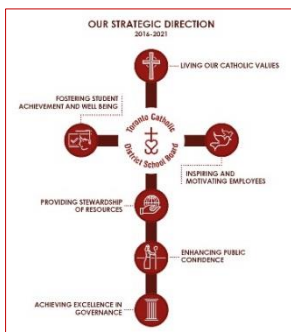 OUR STRATEGIC DIRECTION
2016-2021
LIVING OUR CATHOLIC VALUES
FOSTERING STUDENT
ACHIEVEMENT AND WELL BEING
Toronto Catholic
District School Board
INSPIRING AND
MOTIVATING EMPLOYEES
PROVIDING STEWARDSHIP
OF RESOURCES
ENHANCING PUBLIC
CONFIDENCE
ACHIEVING EXCELLENCE IN
GOVERNANCE